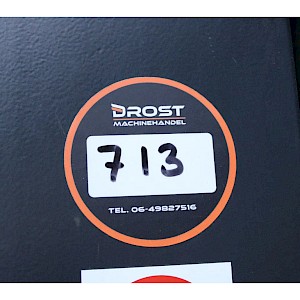 DROST
MACHINEHANDEL
713
TEL. 06-49827516